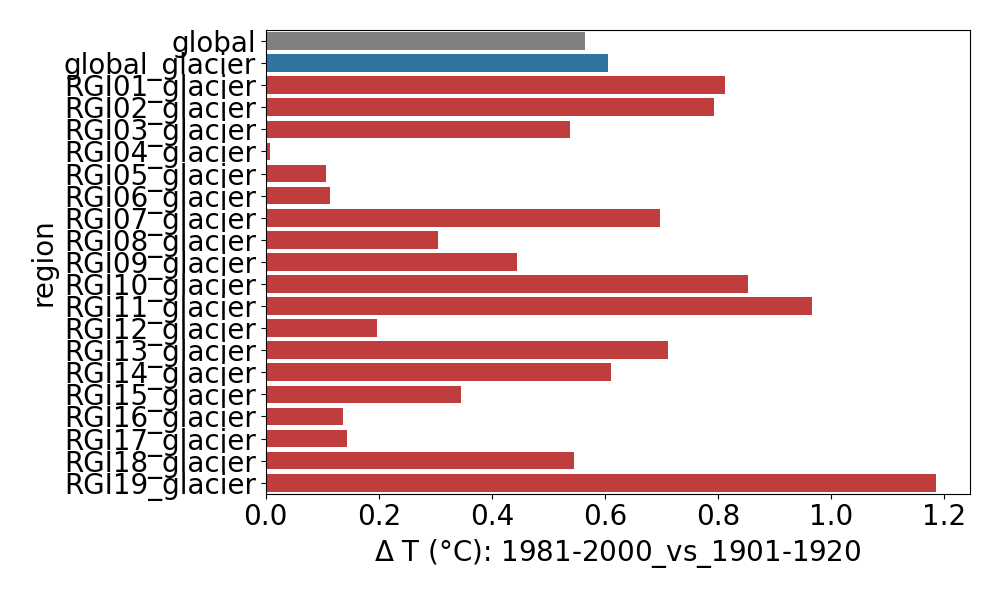 global
global_glacier
RGI01_glacier
RGI02_glacier
RGI03_glacier
RGI04_glacier
RGI05_glacier
RGI06_glacier
RGI07_glacier
RGI08_glacier
RGI09_glacier
RGI10_glacier
RGI11_glacier
RGI12_glacier
RGI13_glacier
RGI14_glacier
RGI15_glacier
RGI16_glacier
RGI17_glacier
RGI18_glacier
RGI19_glacier
region
0.0 0.2 0.4 0.6 0.8 1.0 1.2
Δ T (°C): 1981-2000_vs_1901-1920